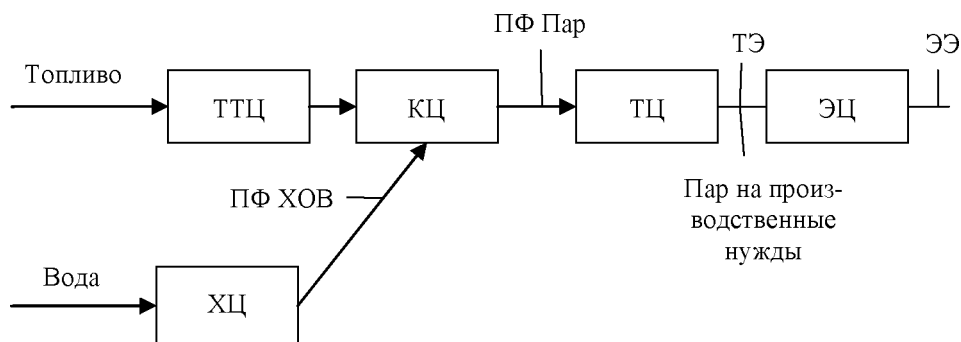 ПФ Пар
ТЭ
ЭЭ
Топливо
ТТЦ
КЦ
ТЦ
ЭЦ
ПФ ХОВ
Пар на произ-
водственные
нужды
Вода
ХЦ